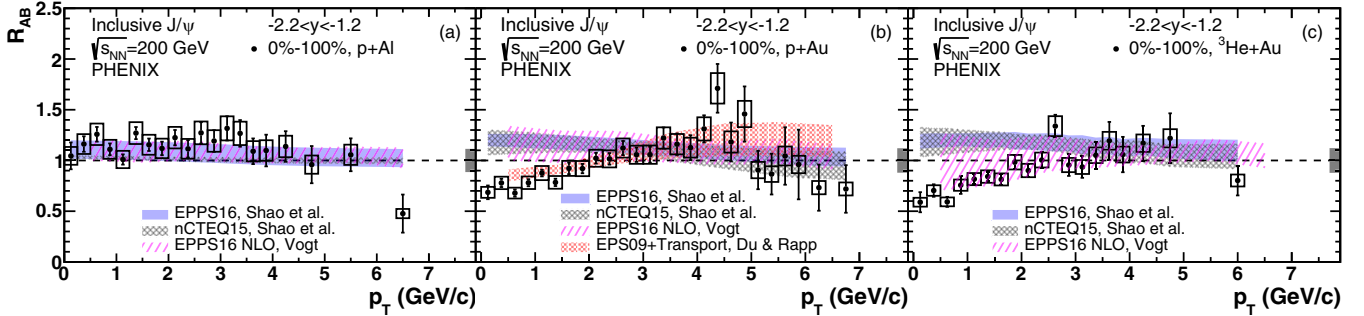 R_AB
2.5
2
1.5
1
0.5
0
Inclusive J/ψ -2.2<y<-1.2 (a)
√s_NN=200 GeV • 0%-100%, p+Al
PHENIX
EPPS16, Shao et al.
nCTEQ15, Shao et al.
EPPS16 NLO, Vogt
0 1 2 3 4 5 6 7
p_T (GeV/c)
Inclusive J/ψ -2.2<y<-1.2 (b)
√s_NN=200 GeV • 0%-100%, p+Au
PHENIX
EPPS16, Shao et al.
nCTEQ15, Shao et al.
EPPS16 NLO, Vogt
EPS09+Transport, Du & Rapp
0 1 2 3 4 5 6 7
p_T (GeV/c)
Inclusive J/ψ -2.2<y<-1.2 (c)
√s_NN=200 GeV • 0%-100%, ³He+Au
PHENIX
EPPS16, Shao et al.
nCTEQ15, Shao et al.
EPPS16 NLO, Vogt
0 1 2 3 4 5 6 7
p_T (GeV/c)